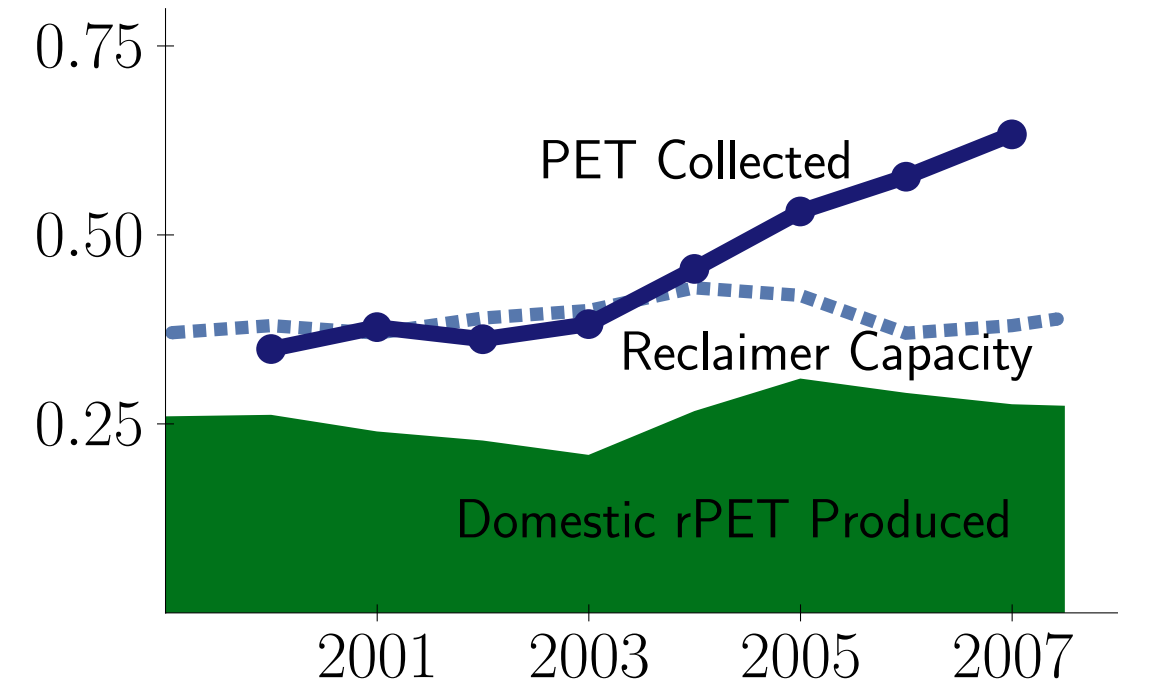 0.75
PET Collected
0.50
Reclaimer Capacity
0.25
Domestic rPET Produced
2001 2003 2005 2007